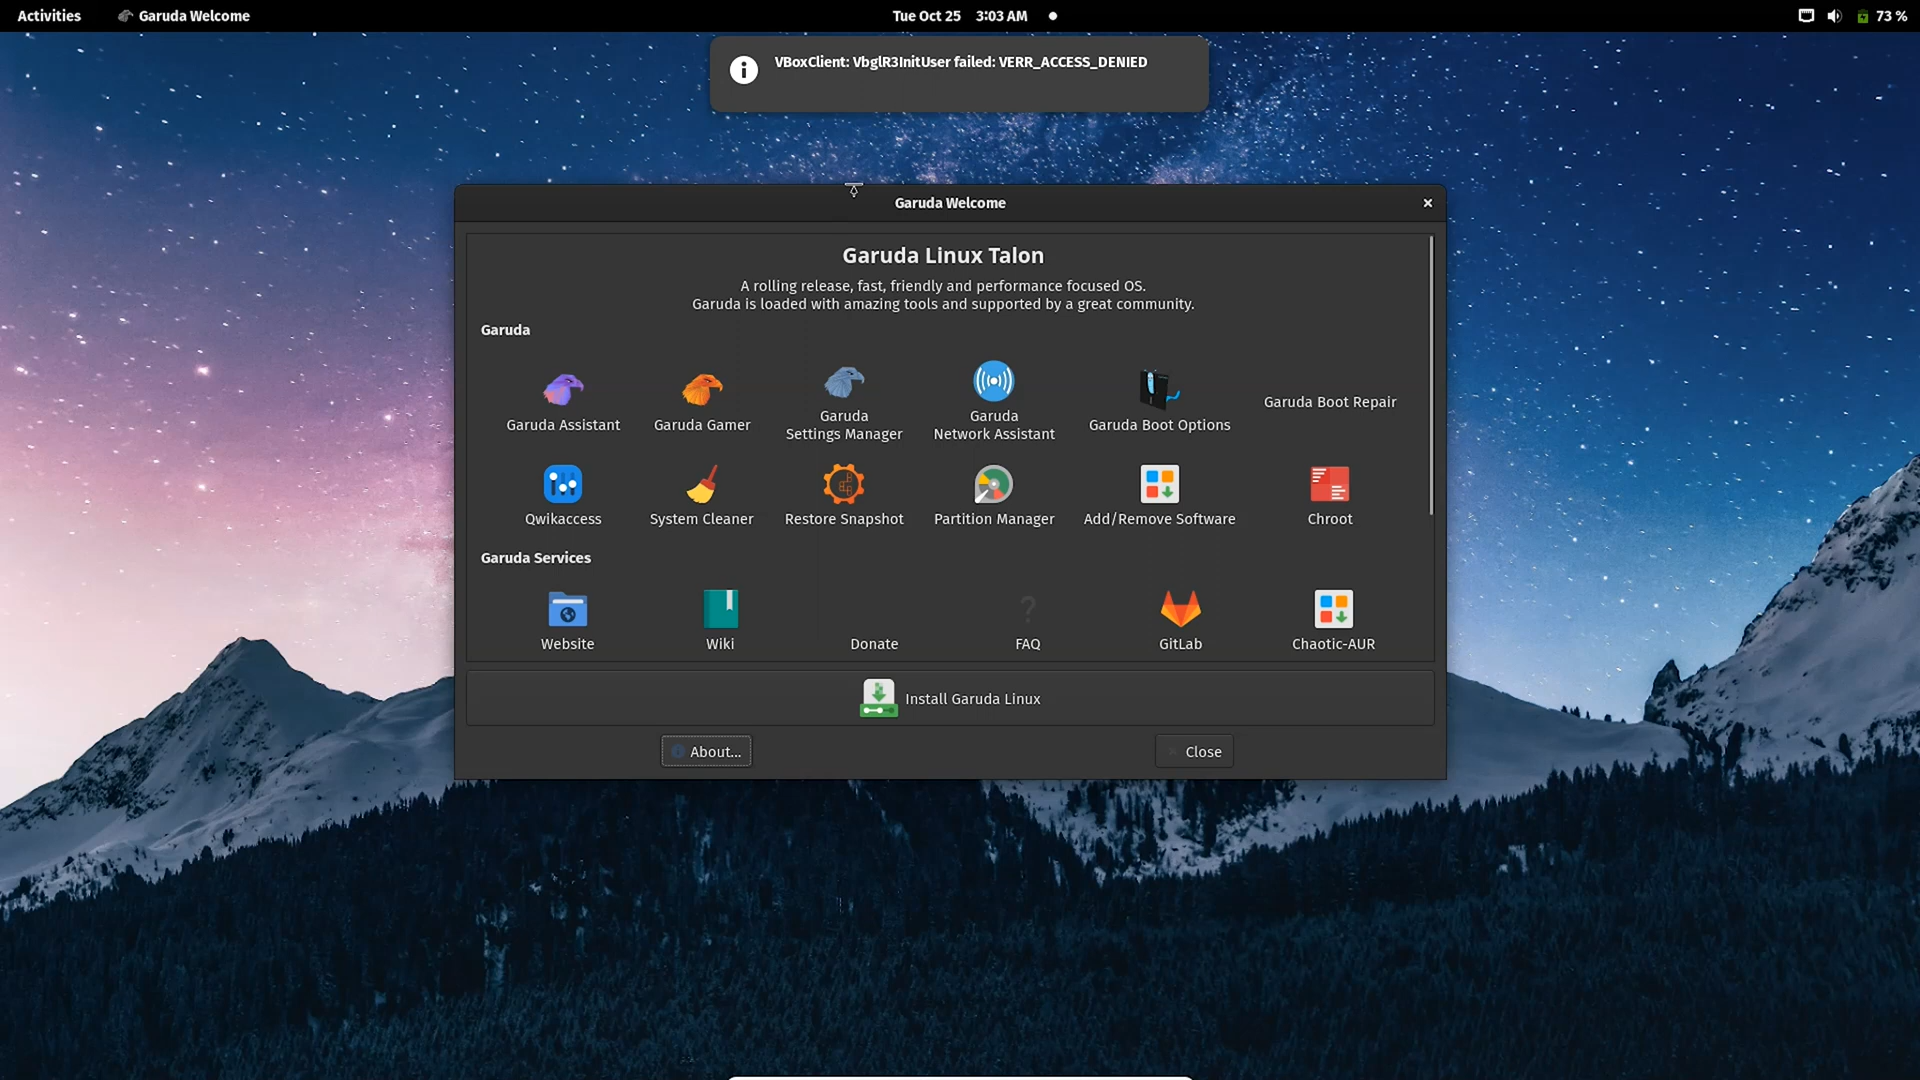 Activities
Garuda Welcome
Tue Oct 25 3:03 AM
73 %
VBoxClient: VbglR3InitUser failed: VERR_ACCESS_DENIED
Garuda Welcome
Garuda Linux Talon
A rolling release, fast, friendly and performance focused OS.
Garuda is loaded with amazing tools and supported by a great community.
Garuda
Garuda Assistant
Garuda Gamer
Garuda
Settings Manager
Garuda
Network Assistant
Garuda Boot Options
Garuda Boot Repair
Qwikaccess
System Cleaner
Restore Snapshot
Partition Manager
Add/Remove Software
Chroot
Garuda Services
Website
Wiki
Donate
?
FAQ
GitLab
Chaotic-AUR
Install Garuda Linux
About...
Close